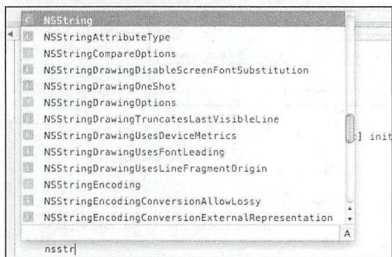 NSString
NSStringAttributeType
NSStringCompareOptions
NSStringDrawingDisableScreenFontSubstitution
NSStringDrawingOneShot
NSStringDrawingOptions
NSStringDrawingTruncatesLastVisibleLine
NSStringDrawingUsesDeviceMetrics
] init
NSStringDrawingUsesFontLeading
NSStringDrawingUsesLineFragmentOrigin
NSStringEncoding
NSStringEncodingConversionAllowLossy
NSStringEncodingConversionExternalRepresentation
A
nsstr